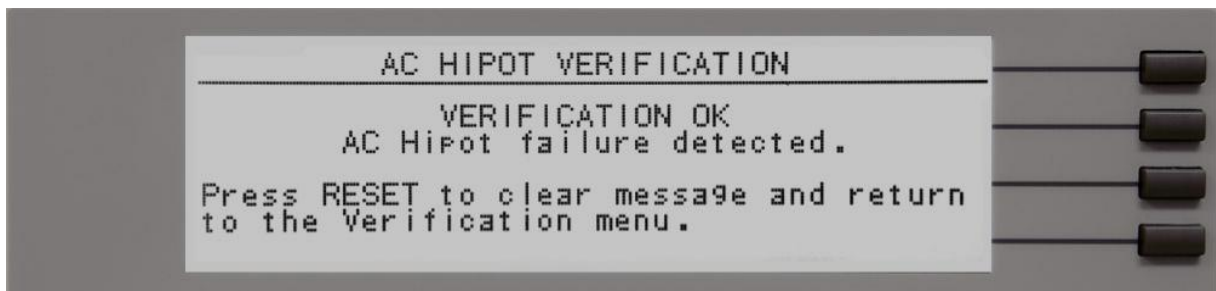 AC HIPOT VERIFICATION
VERIFICATION OK
AC Hipot failure detected.
Press RESET to clear message and return
to the Verification menu.